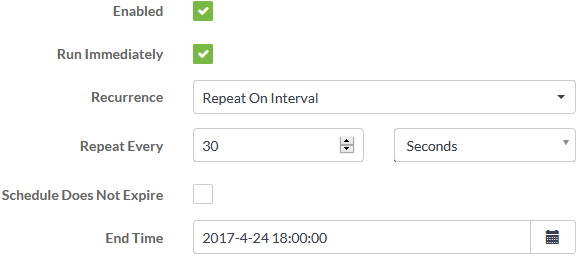 Enabled
Run Immediately
Recurrence Repeat On Interval
Repeat Every 30 Seconds
Schedule Does Not Expire
End Time 2017-4-24 18:00:00